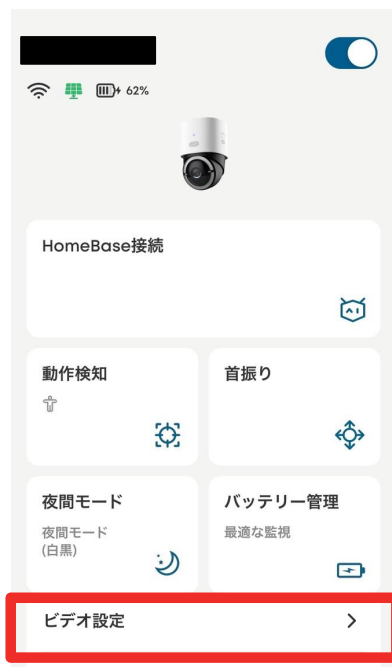 62%
HomeBase接続
動作検知
首振り
夜間モード
夜間モード
(白黒)
バッテリー管理
最適な監視
ビデオ設定